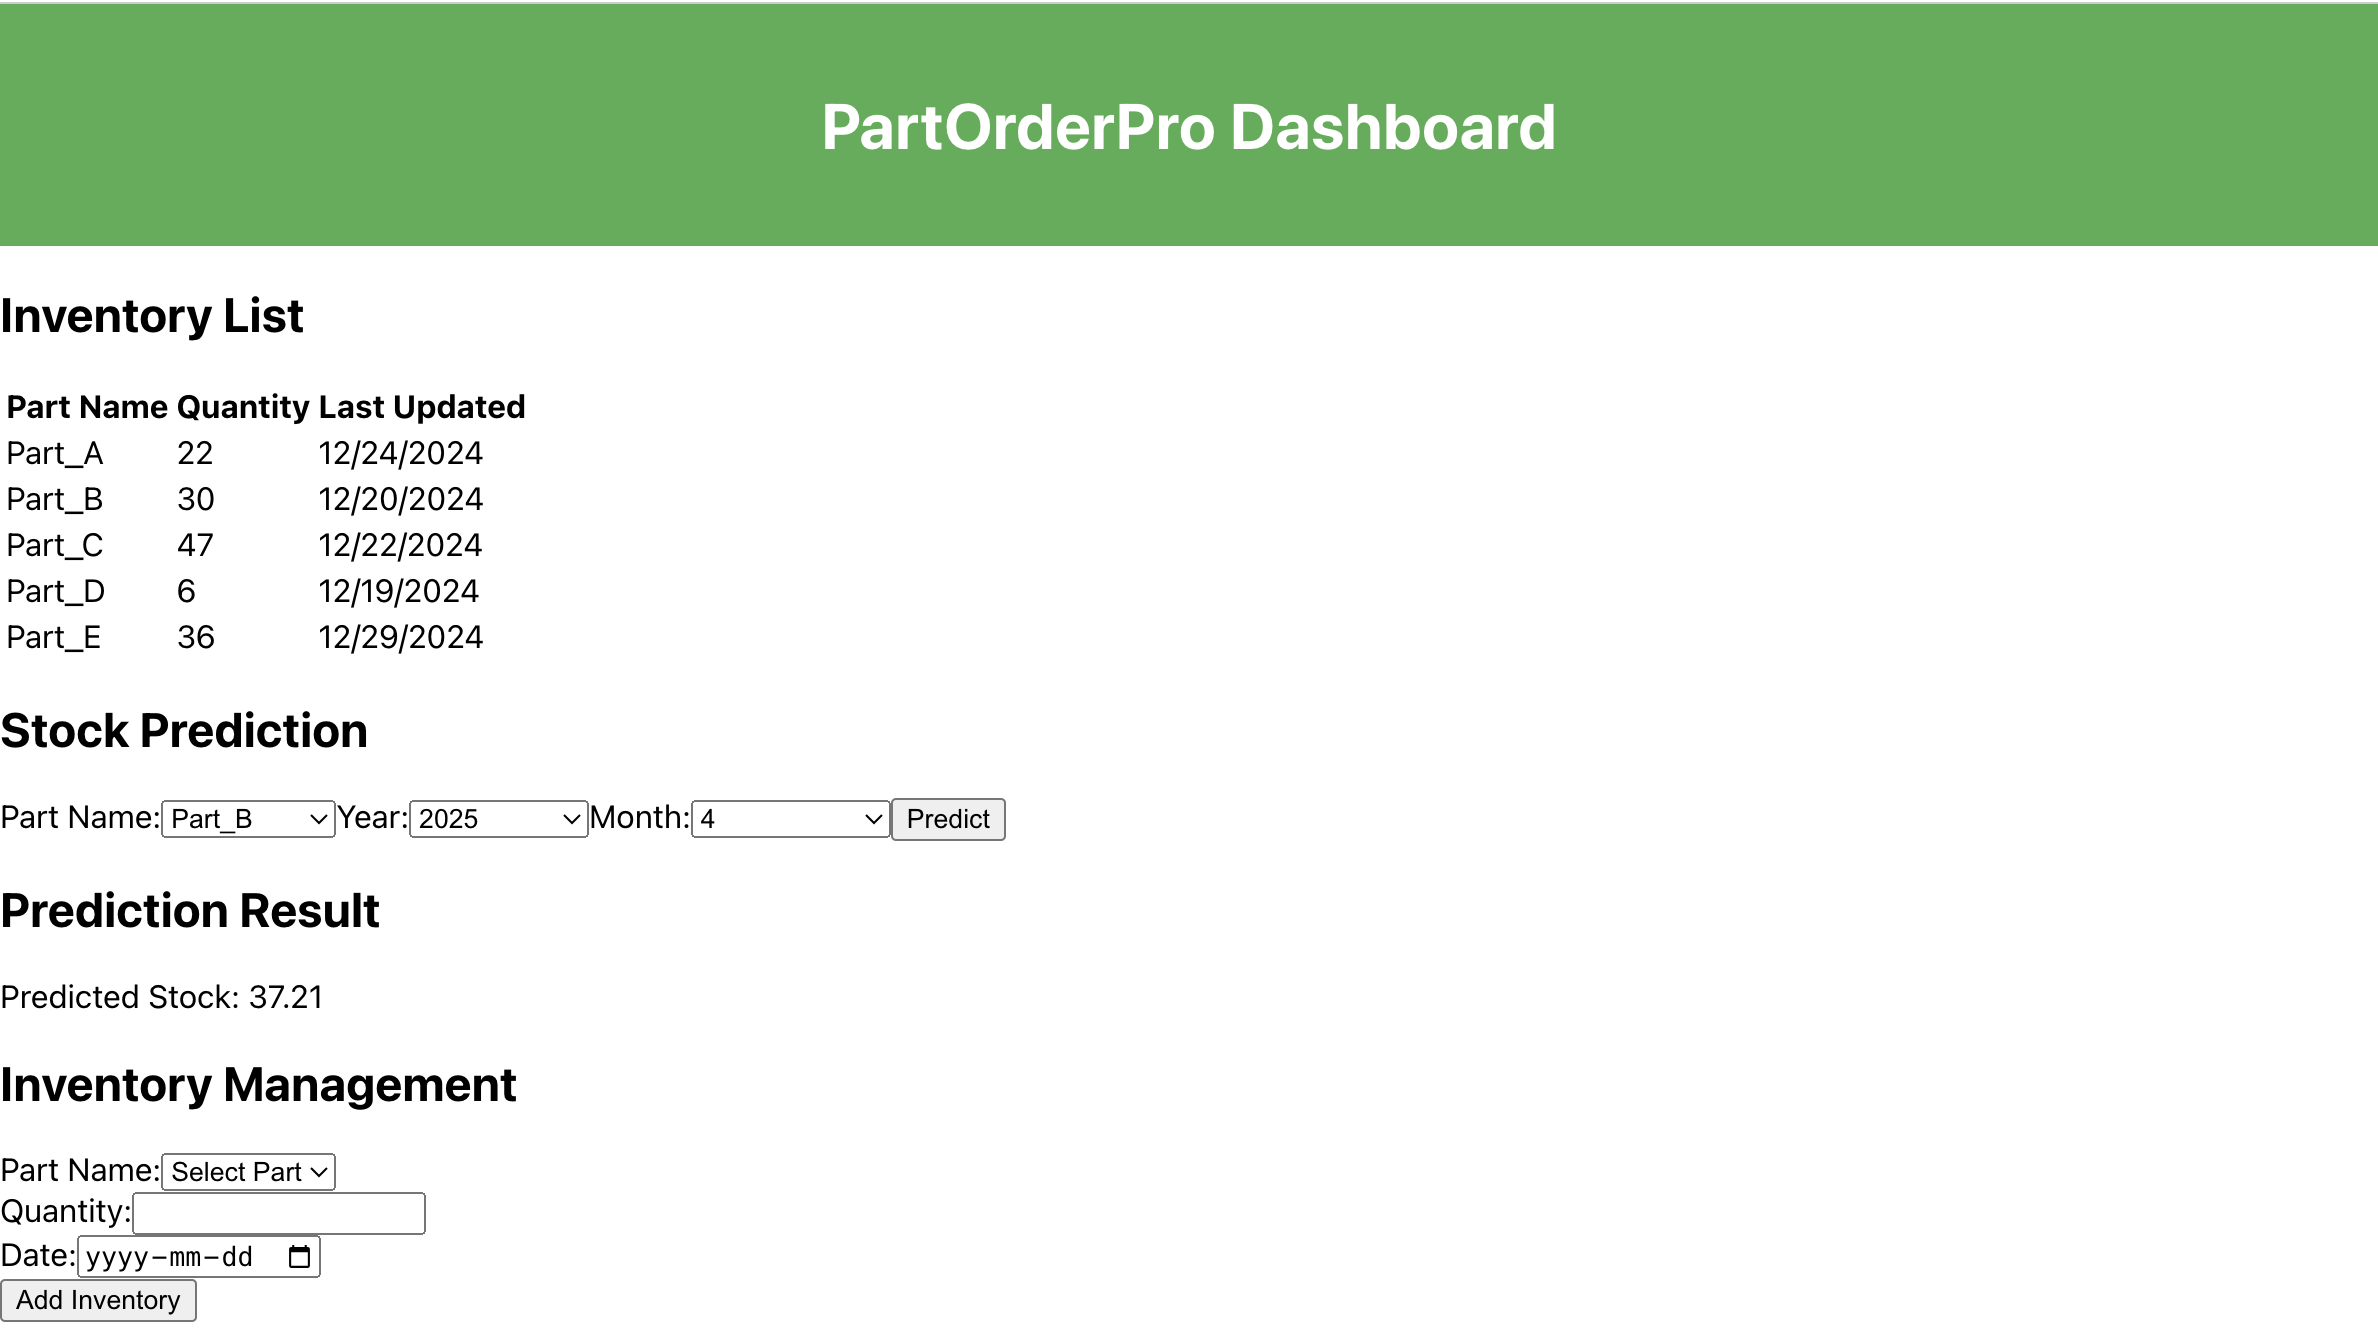 PartOrderPro Dashboard
Inventory List
Part Name Quantity Last Updated
Part_A 22 12/24/2024
Part_B 30 12/20/2024
Part_C 47 12/22/2024
Part_D 6 12/19/2024
Part_E 36 12/29/2024
Stock Prediction
Part Name: Part_B Year: 2025 Month: 4 Predict
Prediction Result
Predicted Stock: 37.21
Inventory Management
Part Name: Select Part
Quantity:
Date: yyyy-mm-dd
Add Inventory